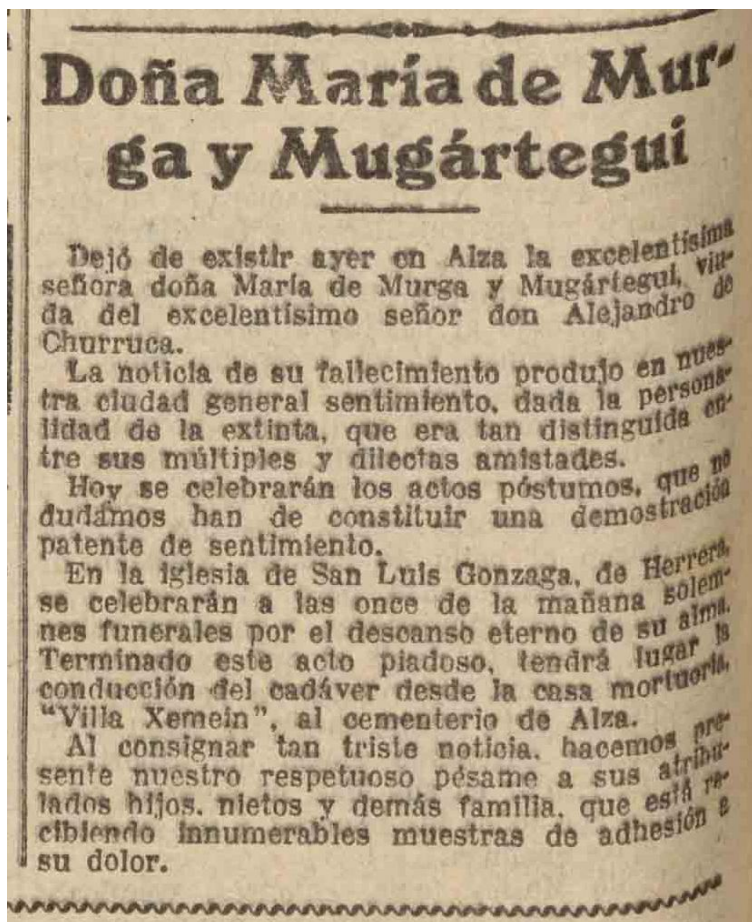 Doña María de Mur-
ga y Mugártegui
Dejó de existir ayer en Alza la excelentísima
señora doña María de Murga y Mugártegui, viu-
da del excelentísimo señor don Alejandro de
Churruca.
La noticia de su fallecimiento produjo en nues-
tra ciudad general sentimiento, dada la persona-
lidad de la extinta, que era tan distinguida en-
tre sus múltiples y dilectas amistades.
Hoy se celebrarán los actos póstumos, que no
dudamos han de constituir una demostración
patente de sentimiento.
En la iglesia de San Luis Gonzaga, de Herrera,
se celebrarán a las once de la mañana solem-
nes funerales por el descanso eterno de su alma.
Terminado este acto piadoso, tendrá lugar la
conducción del cadáver desde la casa mortuoria,
"Villa Xemein", al cementerio de Alza.
Al consignar tan triste noticia, hacemos pre-
sente nuestro respetuoso pésame a sus atribu-
lados hijos, nietos y demás familia, que está re-
cibiendo innumerables muestras de adhesión a
su dolor.